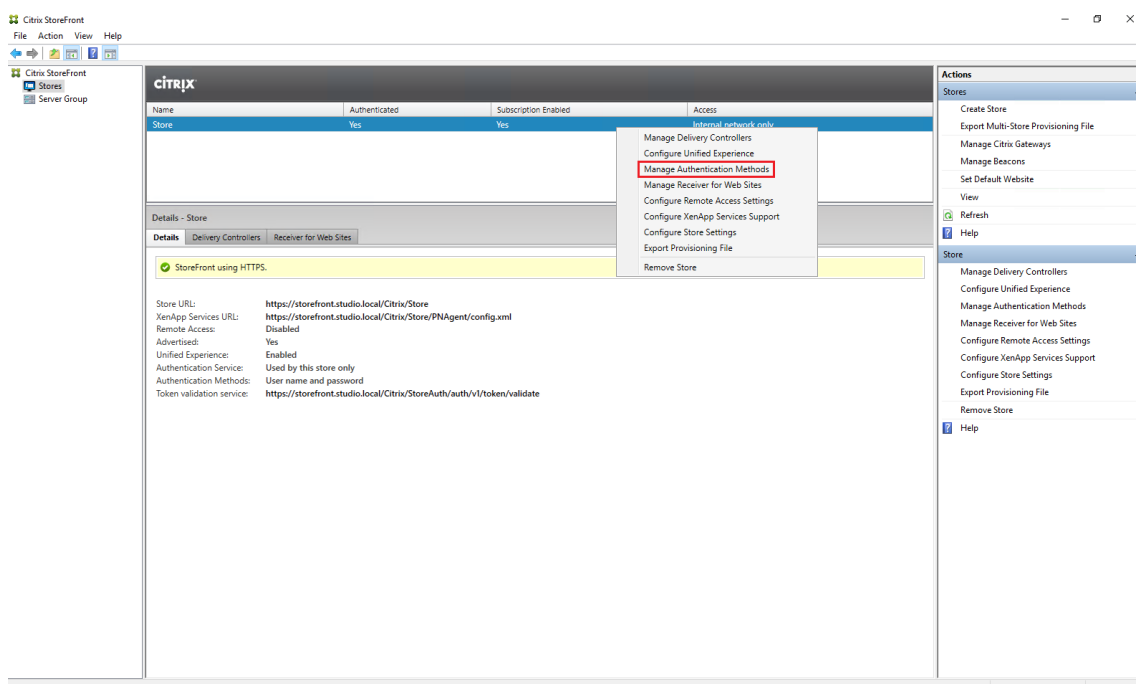 Citrix StoreFront
File Action View Help
Citrix StoreFront
Stores
Server Group
CITRIX
Name Authenticated Subscription Enabled Access
Store Yes Yes Internal network only
Manage Delivery Controllers
Configure Unified Experience
Manage Authentication Methods
Manage Receiver for Web Sites
Configure Remote Access Settings
Configure XenApp Services Support
Configure Store Settings
Export Provisioning File
Remove Store
Details - Store
Details Delivery Controllers Receiver for Web Sites
StoreFront using HTTPS.
Store URL: https://storefront.studio.local/Citrix/Store
XenApp Services URL: https://storefront.studio.local/Citrix/Store/PNAgent/config.xml
Remote Access: Disabled
Advertised: Yes
Unified Experience: Enabled
Authentication Service: Used by this store only
Authentication Methods: User name and password
Token validation service: https://storefront.studio.local/Citrix/StoreAuth/auth/v1/token/validate
Actions
Stores
Create Store
Export Multi-Store Provisioning File
Manage Citrix Gateways
Manage Beacons
Set Default Website
View
Refresh
Help
Store
Manage Delivery Controllers
Configure Unified Experience
Manage Authentication Methods
Manage Receiver for Web Sites
Configure Remote Access Settings
Configure XenApp Services Support
Configure Store Settings
Export Provisioning File
Remove Store
Help